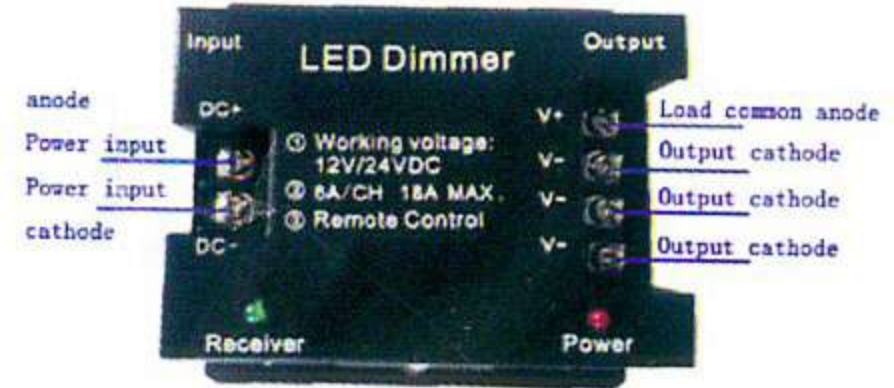 Input
Output
LED Dimmer
anode
DC+
Power input
Power input
cathode
DC-
① Working voltage:
12V/24VDC
② 6A/CH 18A MAX.
③ Remote Control
V+
V-
V-
V-
Load common anode
Output cathode
Output cathode
Output cathode
Receiver
Power